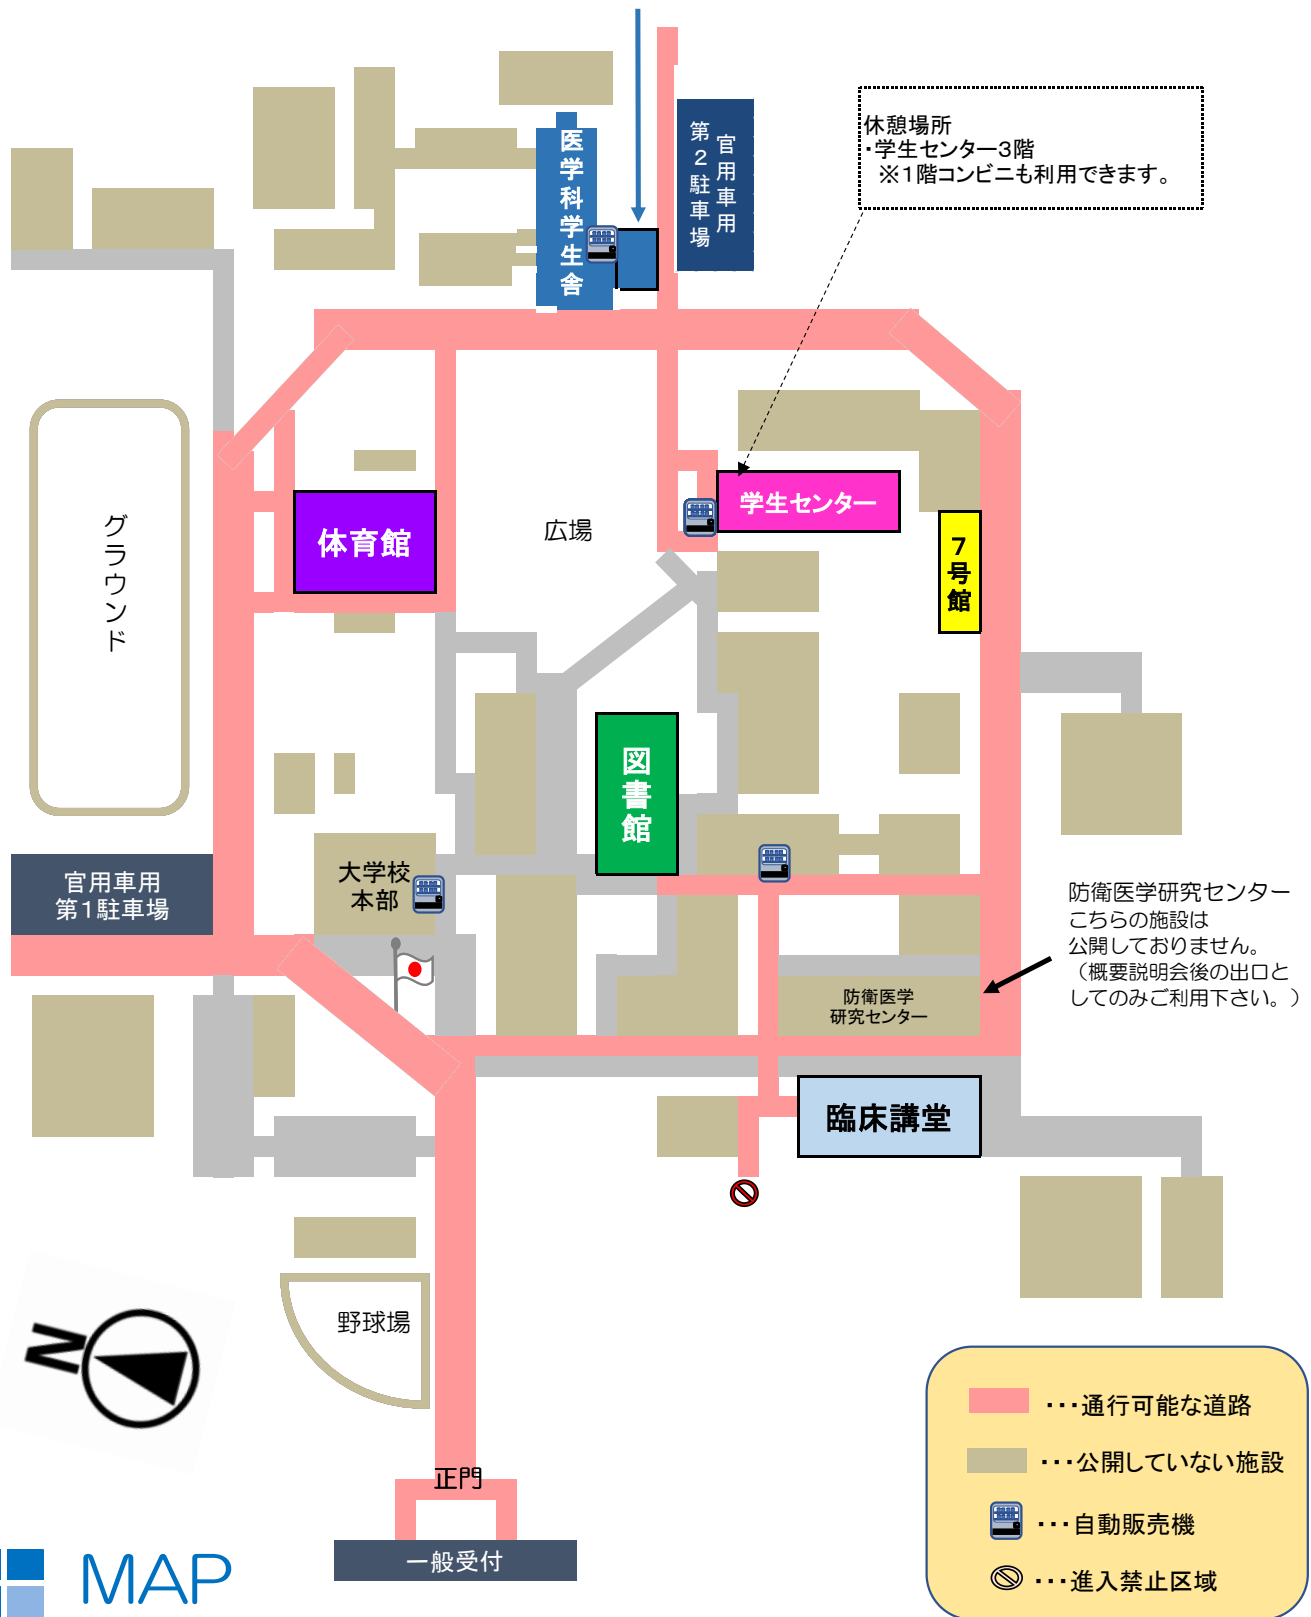 休憩場所
・学生センター3階
※1階コンビニも利用できます。
医学科学生舎
官用車用
第2駐車場
学生センター
7号館
体育館
広場
グラウンド
図書館
大学校
本部
官用車用
第1駐車場
防衛医学研究センター
こちらの施設は
公開しておりません。
（概要説明会後の出口と
してのみご利用下さい。）
防衛医学
研究センター
臨床講堂
野球場
N
正門
一般受付
MAP
・・・通行可能な道路
・・・公開していない施設
・・・自動販売機
・・・進入禁止区域